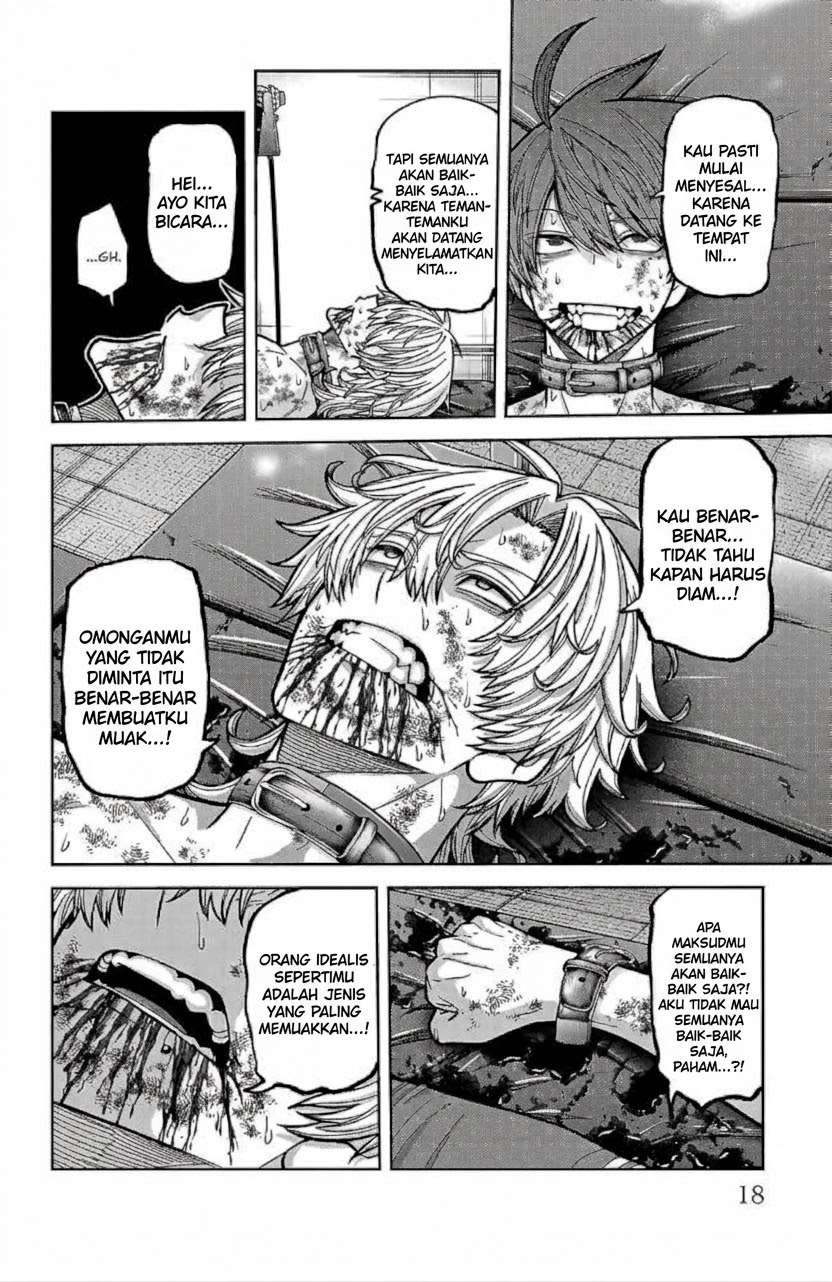 KAU PASTI
MULAI
MENYESAL...
KARENA
DATANG KE
TEMPAT
INI...
TAPI SEMUANYA
AKAN BAIK-
BAIK SAJA...
KARENA TEMAN-
TEMANKU
AKAN DATANG
MENYELAMATKAN
KITA...
HEI...
AYO KITA
BICARA...
...GH.
KAU BENAR-
BENAR...
TIDAK TAHU
KAPAN HARUS
DIAM...!
OMONGANMU
YANG TIDAK
DIMINTA ITU
BENAR-BENAR
MEMBUATKU
MUAK...!
APA
MAKSUDMU
SEMUANYA
AKAN BAIK-
BAIK SAJA?!
AKU TIDAK MAU
SEMUANYA
BAIK-BAIK
SAJA,
PAHAM...?!
ORANG IDEALIS
SEPERTIMU
ADALAH JENIS
YANG PALING
MEMUAKKAN...!
18